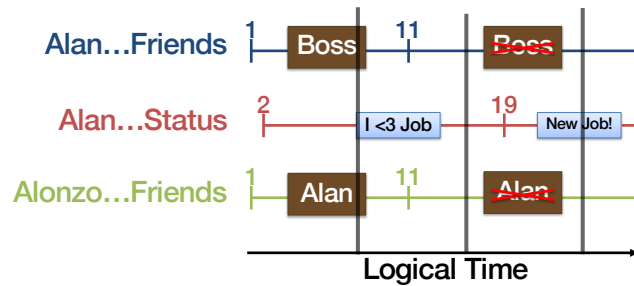 1 11
Alan…Friends Boss Boss
2 19
Alan…Status I <3 Job New Job!
1 11
Alonzo…Friends Alan Alan
Logical Time